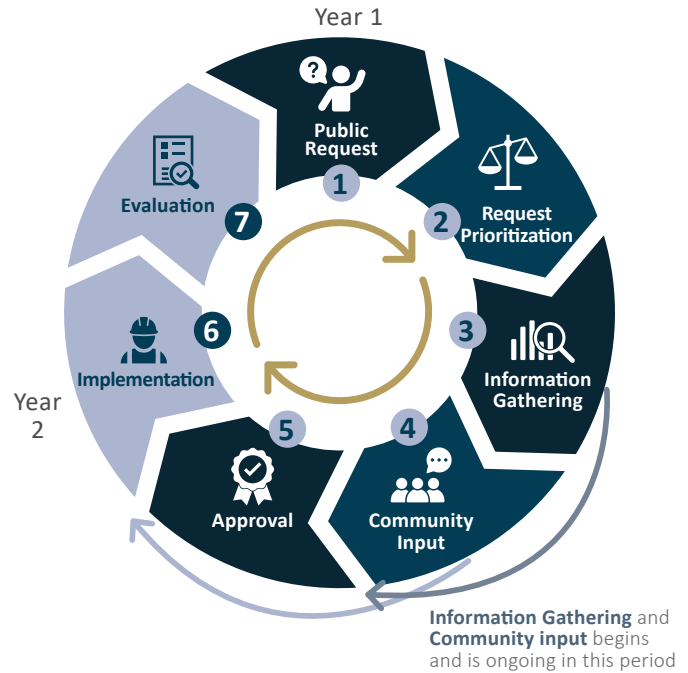 Year 1
?
Public
Request
1
2
Request
Prioritization
3
Information
Gathering
4
Community
Input
5
Approval
6
Implementation
Year
2
7
Evaluation
Information Gathering and
Community input begins
and is ongoing in this period